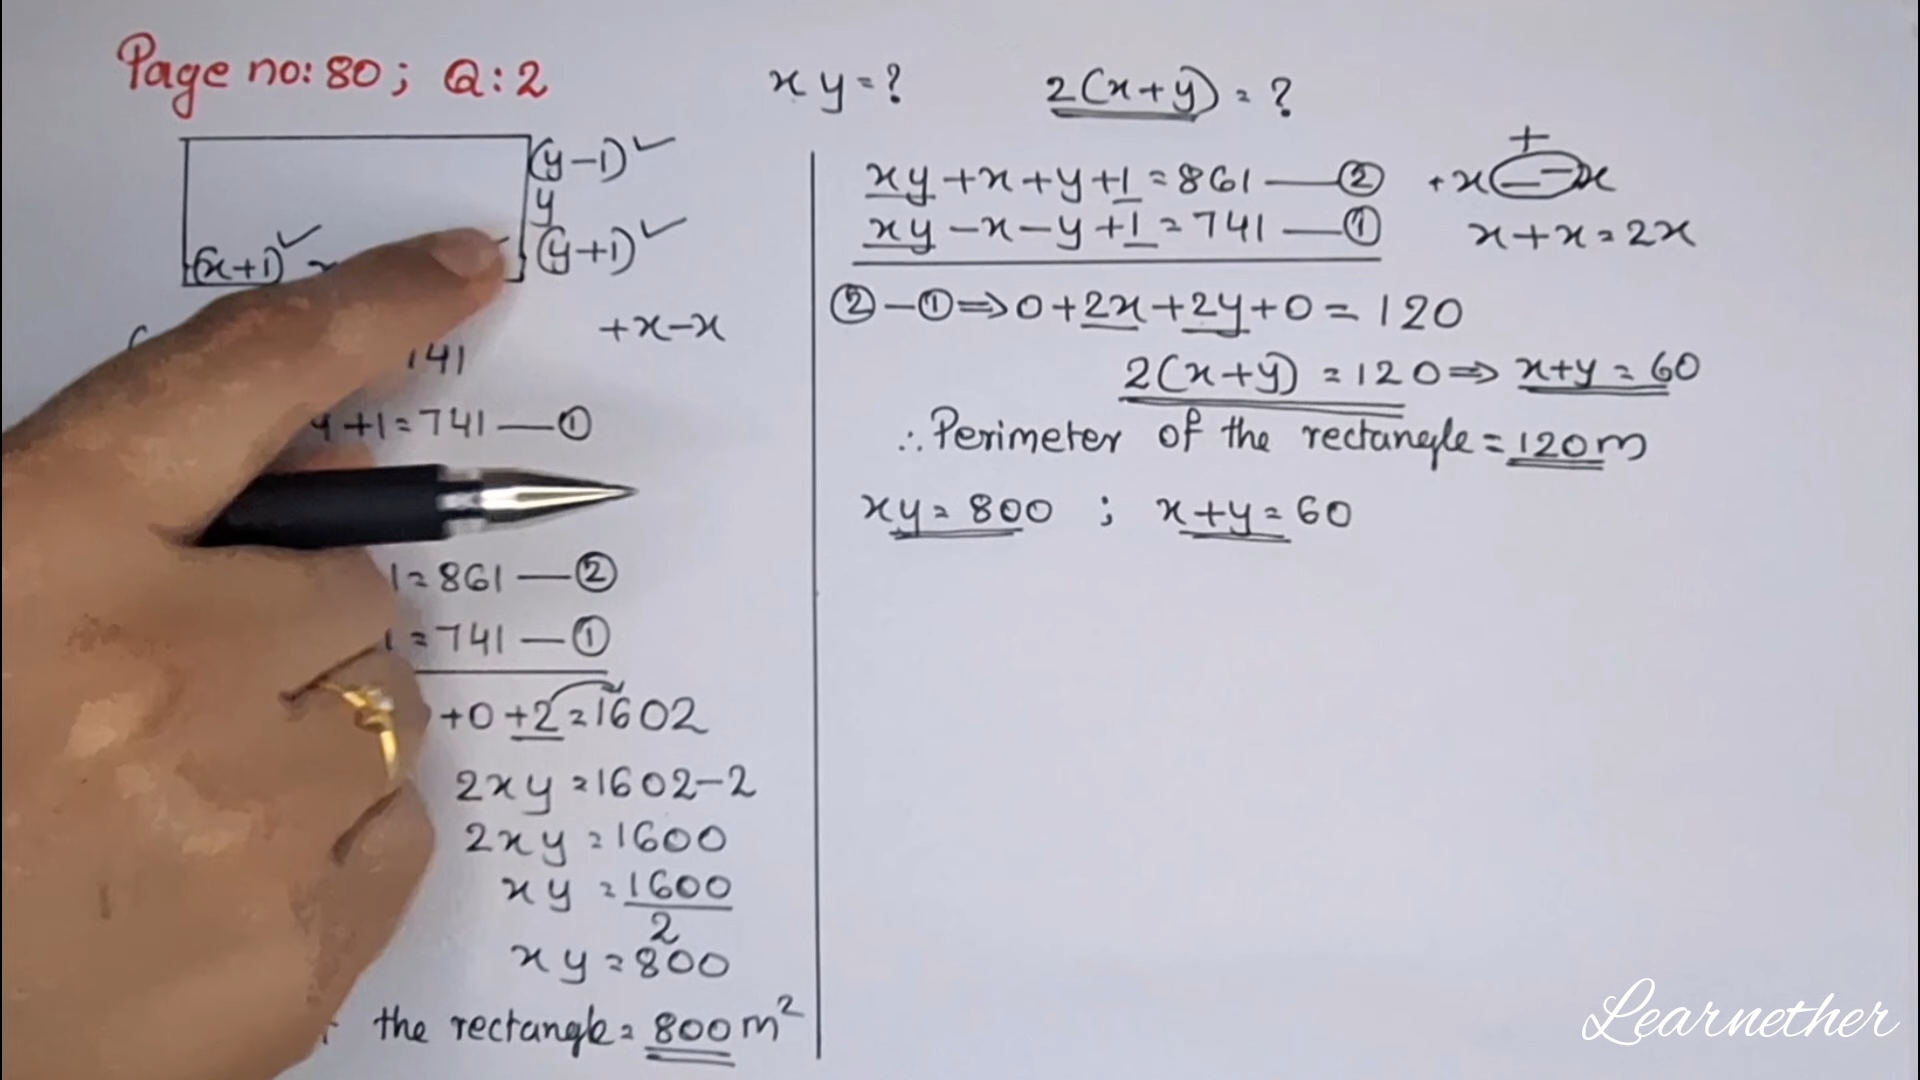 Page no: 80 ; Q : 2
xy = ?
2(x+y) = ?
(y-1) ✓
y
(x+1) ✓
(y+1) ✓
+x-x
141
y+1 = 741 — ①
1 = 861 — ②
1 = 741 — ①
+0 +2 = 1602
2xy = 1602-2
2xy = 1600
xy = 1600/2
xy = 800
the rectangle = 800 m²
xy + x + y + 1 = 861 — ②
xy - x - y + 1 = 741 — ①
+
+x - - x
x + x = 2x
② - ① ⇒ 0 + 2x + 2y + 0 = 120
2(x+y) = 120 ⇒ x+y = 60
∴ Perimeter of the rectangle = 120 m
xy = 800 ; x+y = 60
Learnether